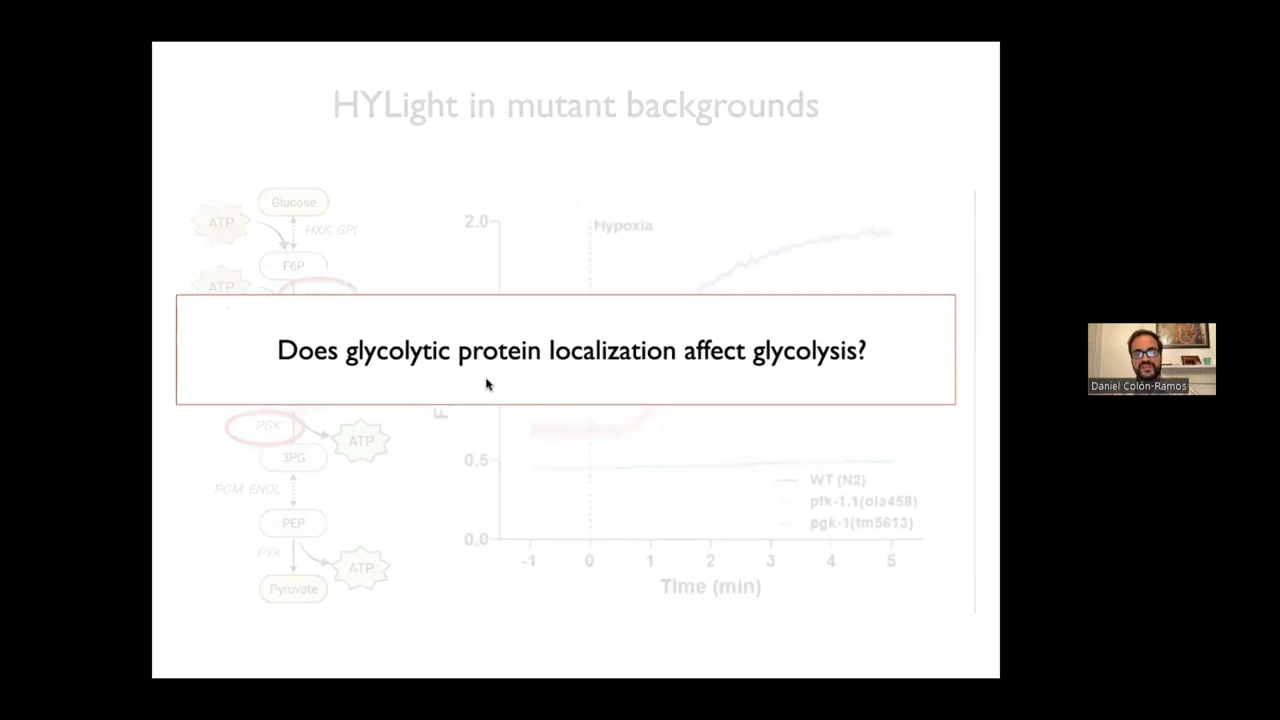 HYLight in mutant backgrounds
Glucose
ATP
HXK, GPI
F6P
ATP
PGK
ATP
3PG
PGM, ENOL
PEP
PYK
ATP
Pyruvate
2.0
Hypoxia
Does glycolytic protein localization affect glycolysis?
F
0.5
0.0
WT (N2)
pfk-1.1(ola458)
pgk-1(tm5613)
-1 0 1 2 3 4 5
Time (min)
Daniel Colón-Ramos